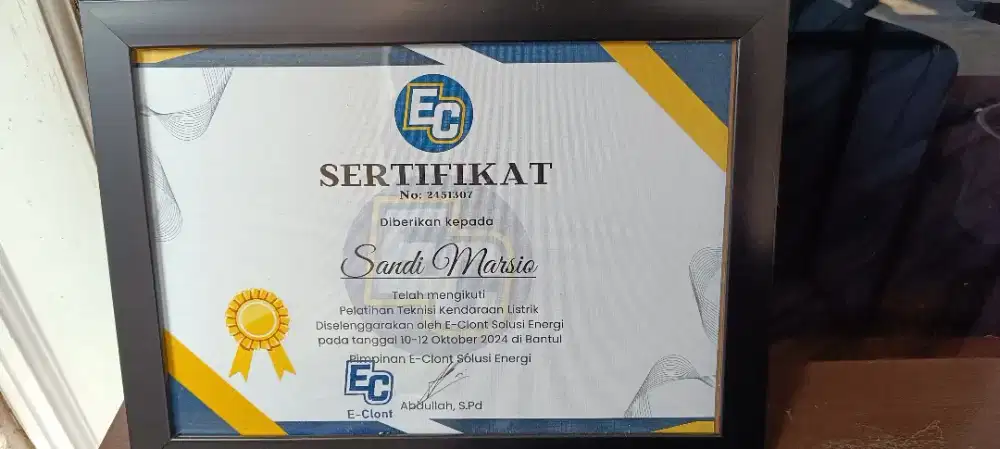 EC
SERTIFIKAT
No: 2451307
Diberikan kepada
Sandi Marsio
Telah mengikuti
Pelatihan Teknisi Kendaraan Listrik
Diselenggarakan oleh E-Clont Solusi Energi
pada tanggal 10-12 Oktober 2024 di Bantul
Pimpinan E-Clont Solusi Energi
EC
E-Clont
Abdullah, S.Pd